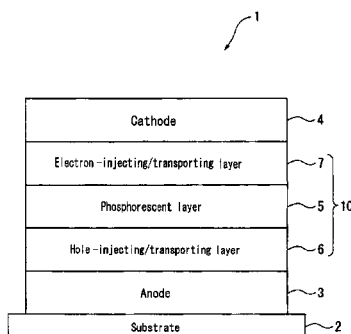 1
Cathode 4
Electron-injecting/transporting layer 7
Phosphorescent layer 5 10
Hole-injecting/transporting layer 6
Anode 3
Substrate 2